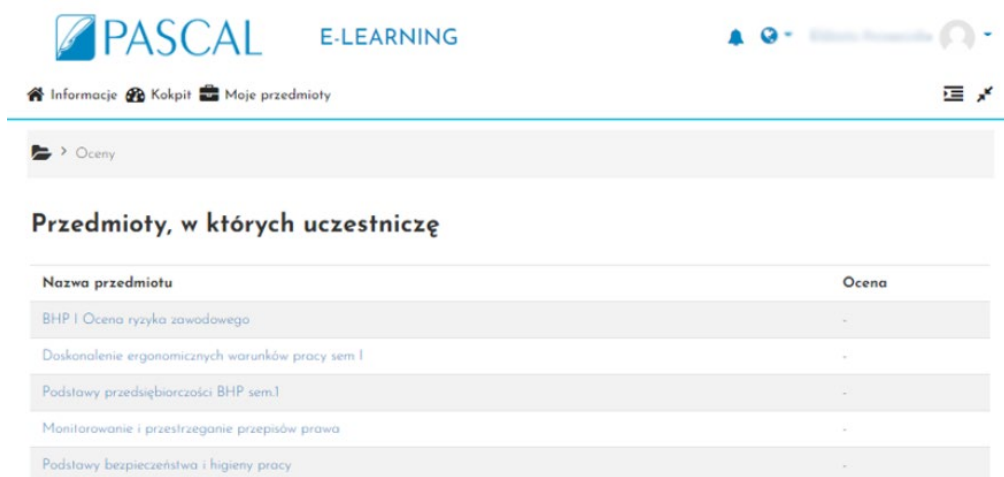 PASCAL E-LEARNING
Informacje Kokpit Moje przedmioty
> Oceny
Przedmioty, w których uczestniczę
Nazwa przedmiotu Ocena
BHP I Ocena ryzyka zawodowego -
Doskonalenie ergonomicznych warunków pracy sem I -
Podstawy przedsiębiorczości BHP sem.1 -
Monitorowanie i przestrzeganie przepisów prawa -
Podstawy bezpieczeństwa i higieny pracy -